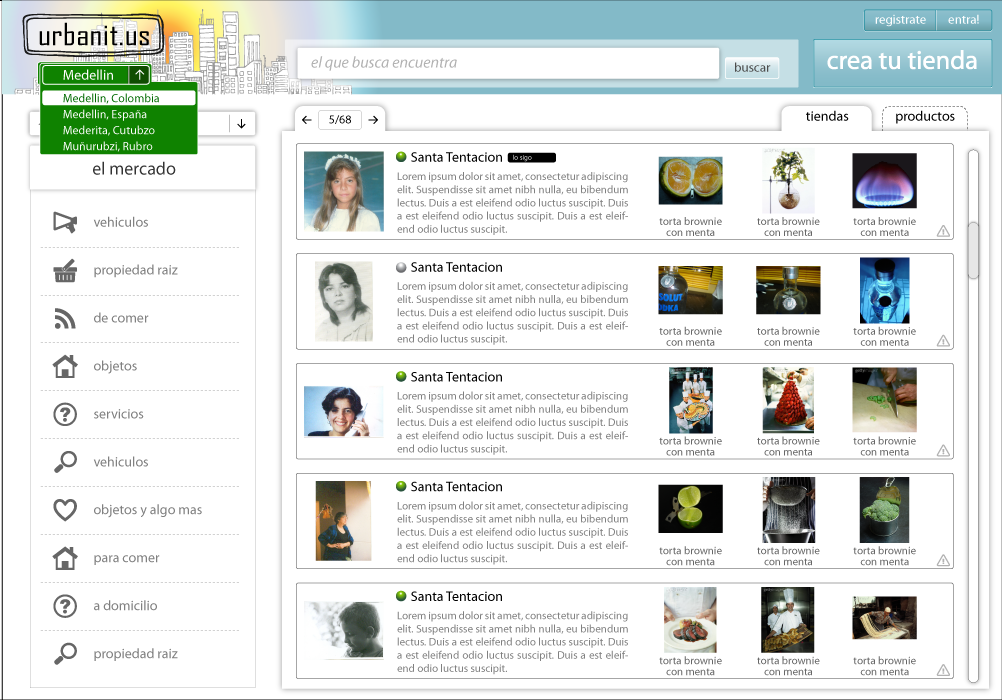 urbanit.us
registrate
entra!
Medellin
el que busca encuentra
buscar
crea tu tienda
Medellin, Colombia
Medellin, España
Mederita, Cutubzo
Muñurubzi, Rubro
5/68
tiendas
productos
el mercado
vehiculos
propiedad raiz
de comer
objetos
servicios
vehiculos
objetos y algo mas
para comer
a domicilio
propiedad raiz
Santa Tentacion
lo sigo
Lorem ipsum dolor sit amet, consectetur adipiscing
elit. Suspendisse sit amet nibh nulla, eu bibendum
lectus. Duis a est eleifend odio luctus suscipit. Duis
a est eleifend odio luctus suscipit. Duis a est eleif-
end odio luctus suscipit.
torta brownie
con menta
torta brownie
con menta
torta brownie
con menta
Santa Tentacion
Lorem ipsum dolor sit amet, consectetur adipiscing
elit. Suspendisse sit amet nibh nulla, eu bibendum
lectus. Duis a est eleifend odio luctus suscipit. Duis
a est eleifend odio luctus suscipit. Duis a est eleif-
end odio luctus suscipit.
torta brownie
con menta
torta brownie
con menta
torta brownie
con menta
Santa Tentacion
Lorem ipsum dolor sit amet, consectetur adipiscing
elit. Suspendisse sit amet nibh nulla, eu bibendum
lectus. Duis a est eleifend odio luctus suscipit. Duis
a est eleifend odio luctus suscipit. Duis a est eleif-
end odio luctus suscipit.
torta brownie
con menta
torta brownie
con menta
torta brownie
con menta
Santa Tentacion
Lorem ipsum dolor sit amet, consectetur adipiscing
elit. Suspendisse sit amet nibh nulla, eu bibendum
lectus. Duis a est eleifend odio luctus suscipit. Duis
a est eleifend odio luctus suscipit. Duis a est eleif-
end odio luctus suscipit.
torta brownie
con menta
torta brownie
con menta
torta brownie
con menta
Santa Tentacion
Lorem ipsum dolor sit amet, consectetur adipiscing
elit. Suspendisse sit amet nibh nulla, eu bibendum
lectus. Duis a est eleifend odio luctus suscipit. Duis
a est eleifend odio luctus suscipit. Duis a est eleif-
end odio luctus suscipit.
torta brownie
con menta
torta brownie
con menta
torta brownie
con menta